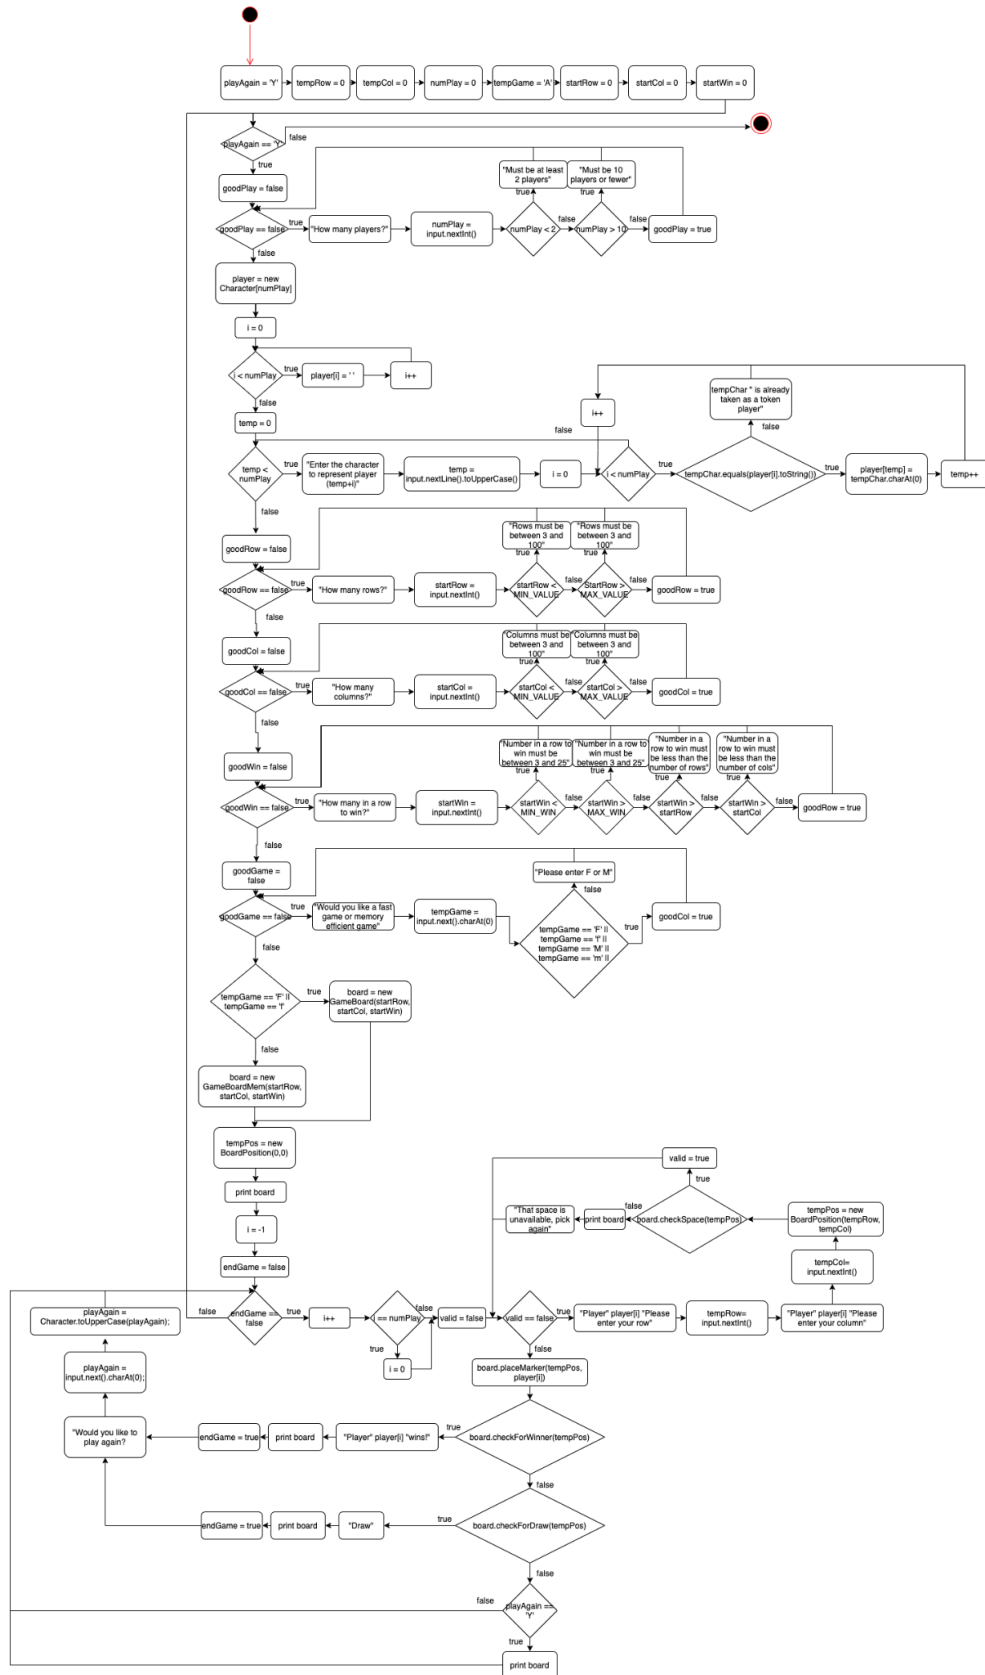 playAgain = 'Y'
tempRow = 0
tempCol = 0
numPlay = 0
tempGame = 'A'
startRow = 0
startCol = 0
startWin = 0
playAgain == 'Y'
false
true
goodPlay = false
goodPlay == false
true
"How many players?"
numPlay =
input.nextInt()
numPlay < 2
true
"Must be at least
2 players"
false
numPlay > 10
true
"Must be 10
players or fewer"
false
goodPlay = true
false
player = new
Character[numPlay]
i = 0
i < numPlay
true
player[i] = ' '
i++
false
temp = 0
temp <
numPlay
true
"Enter the character
to represent player
(temp+i)"
temp =
input.nextLine().toUpperCase()
i = 0
i++
false
i < numPlay
true
tempChar.equals(player[i].toString())
false
tempChar " is already
taken as a token
player"
true
player[temp] =
tempChar.charAt(0)
temp++
false
goodRow = false
goodRow == false
true
"How many rows?"
startRow =
input.nextInt()
startRow <
MIN_VALUE
true
"Rows must be
between 3 and
100"
false
StartRow >
MAX_VALUE
true
"Rows must be
between 3 and
100"
false
goodRow = true
false
goodCol = false
goodCol == false
true
"How many
columns?"
startCol =
input.nextInt()
startCol <
MIN_VALUE
true
"Columns must be
between 3 and
100"
false
startCol >
MAX_VALUE
true
"Columns must be
between 3 and
100"
false
goodCol = true
false
goodWin = false
goodWin == false
true
"How many in a row
to win?"
startWin =
input.nextInt()
startWin <
MIN_WIN
true
"Number in a row to
win must be
between 3 and 25"
false
startWin >
MAX_WIN
true
"Number in a row to
win must be
between 3 and 25"
false
startWin >
startRow
true
"Number in a
row to win must
be less than the
number of rows"
false
startWin >
startCol
true
"Number in a
row to win must
be less than the
number of cols"
false
goodRow = true
false
goodGame =
false
goodGame == false
true
"Would you like a fast
game or memory
efficient game"
tempGame =
input.next().charAt(0)
tempGame == 'F' ||
tempGame == 'f' ||
tempGame == 'M' ||
tempGame == 'm' ||
false
"Please enter F or M"
true
goodCol = true
false
tempGame == 'F' ||
tempGame == 'f'
true
board = new
GameBoard(startRow,
startCol, startWin)
false
board = new
GameBoardMem(startRow,
startCol, startWin)
tempPos = new
BoardPosition(0,0)
print board
i = -1
endGame = false
endGame ==
false
false
true
i++
i == numPlay
false
true
i = 0
valid = false
valid == false
true
"Player" player[i] "Please
enter your row"
tempRow=
input.nextInt()
"Player" player[i] "Please
enter your column"
tempCol=
input.nextInt()
tempPos = new
BoardPosition(tempRow,
tempCol)
board.checkSpace(tempPos)
true
valid = true
false
print board
"That space is
unavailable, pick
again"
false
board.placeMarker(tempPos,
player[i])
board.checkForWinner(tempPos)
true
"Player" player[i] "wins!"
print board
endGame = true
"Would you like to
play again?
playAgain =
input.next().charAt(0);
playAgain =
Character.toUpperCase(playAgain);
false
board.checkForDraw(tempPos)
true
"Draw"
print board
endGame = true
false
playAgain ==
'Y'
false
true
print board